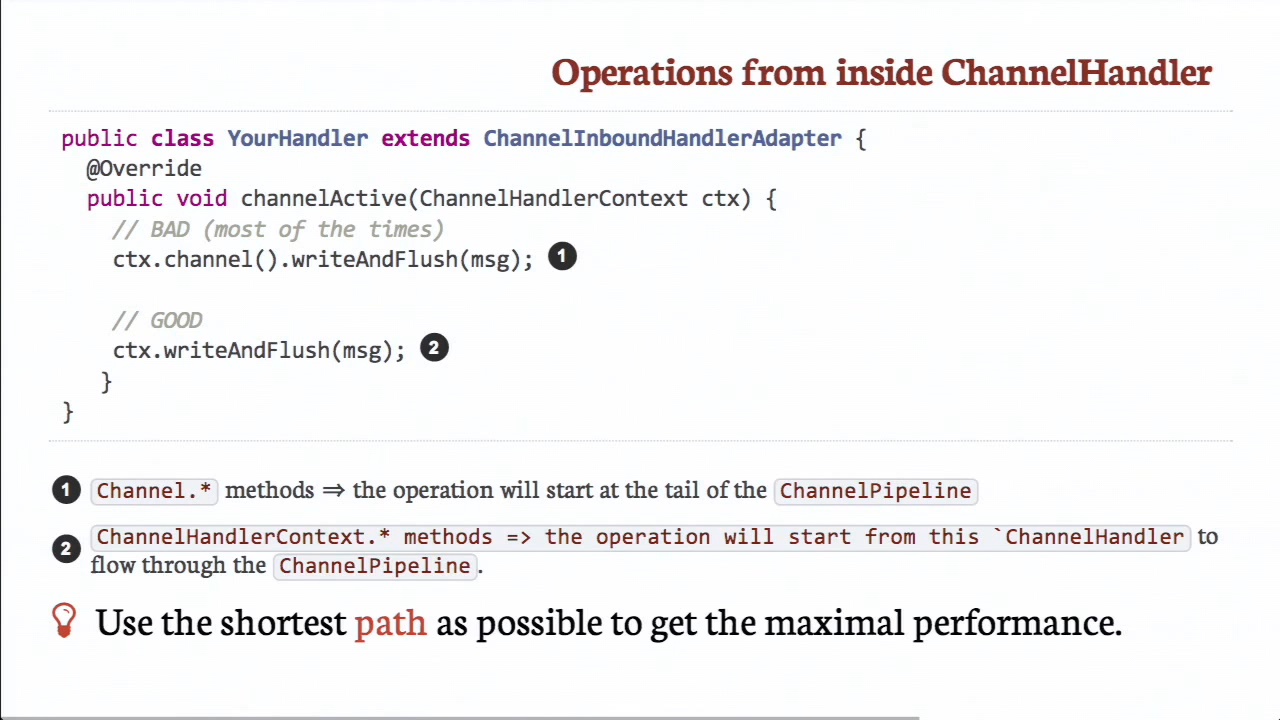 Operations from inside ChannelHandler
public class YourHandler extends ChannelInboundHandlerAdapter {
@Override
public void channelActive(ChannelHandlerContext ctx) {
// BAD (most of the times)
ctx.channel().writeAndFlush(msg); 1
// GOOD
ctx.writeAndFlush(msg); 2
}
}
1 Channel.* methods ⇒ the operation will start at the tail of the ChannelPipeline
2 ChannelHandlerContext.* methods => the operation will start from this `ChannelHandler to
flow through the ChannelPipeline.
Use the shortest path as possible to get the maximal performance.